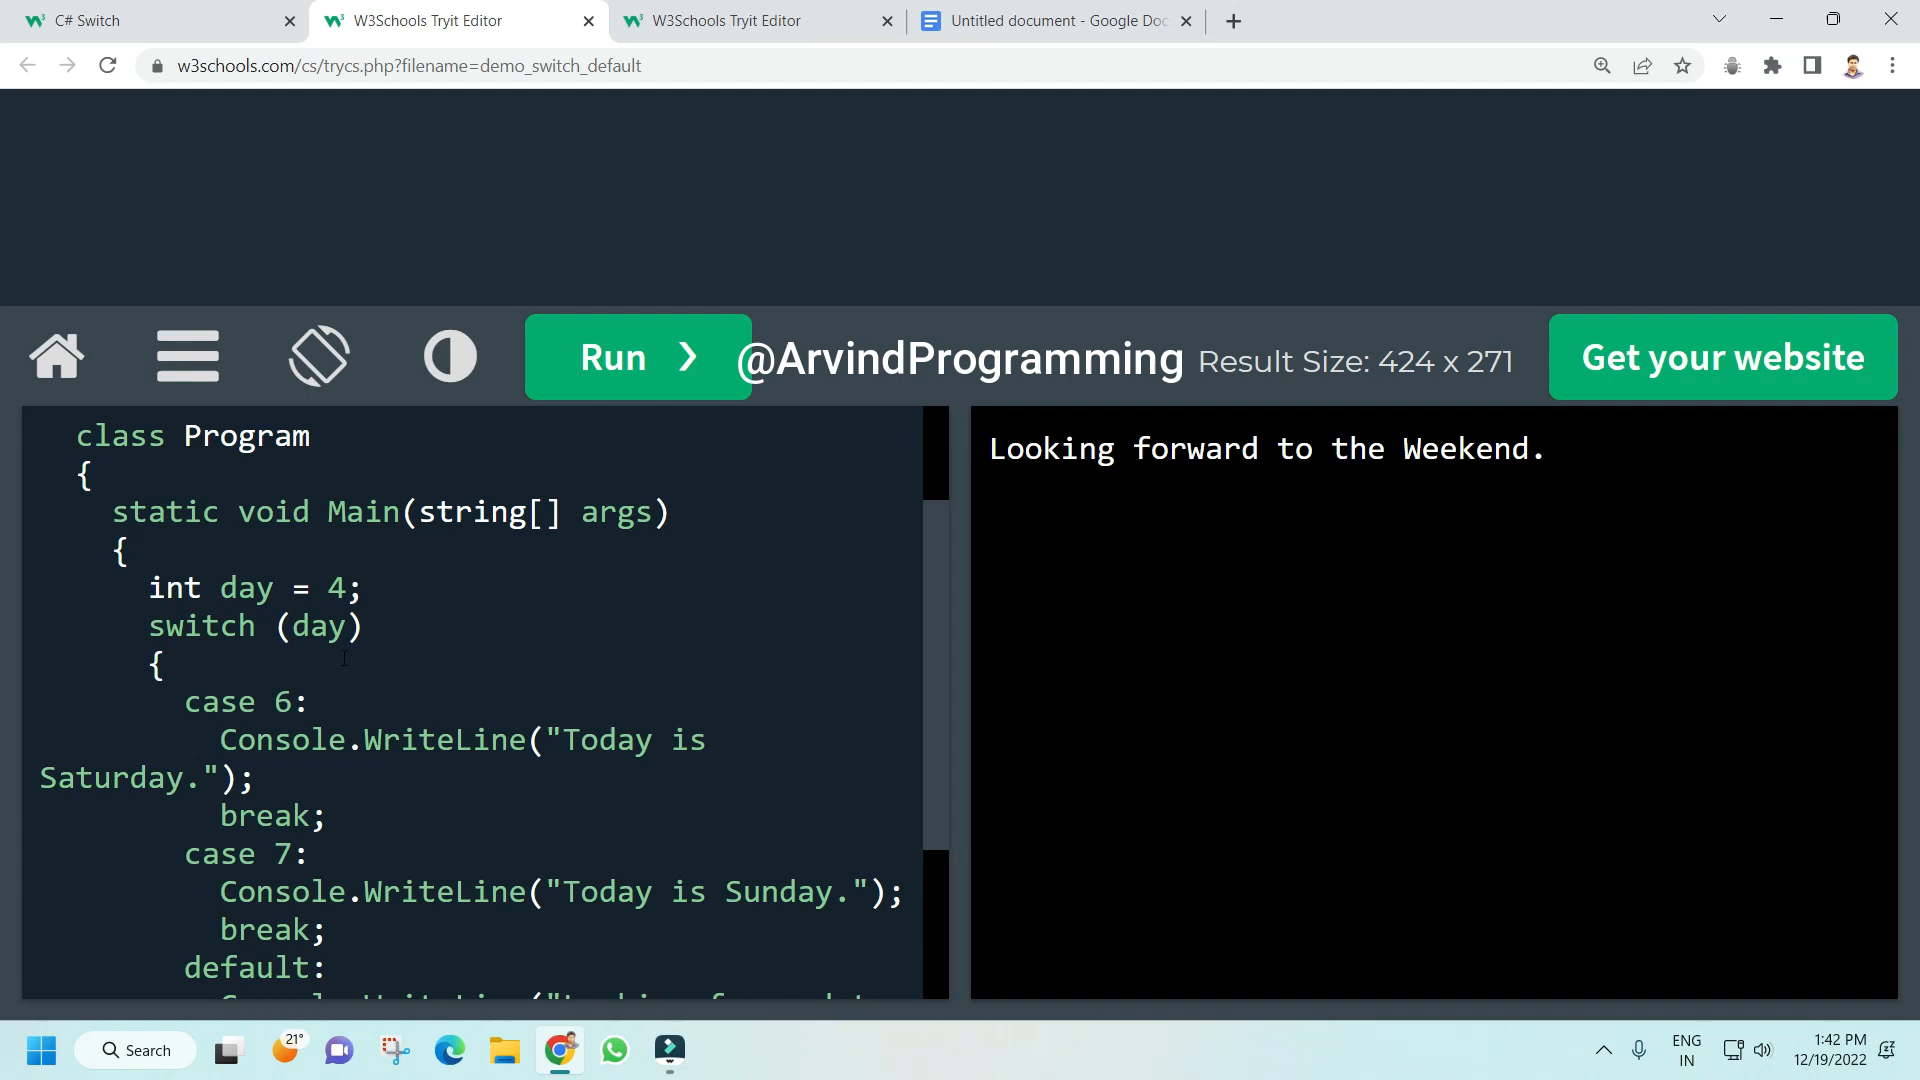 C# Switch
W3Schools Tryit Editor
W3Schools Tryit Editor
Untitled document - Google Doc
w3schools.com/cs/trycs.php?filename=demo_switch_default
Run ❯
@ArvindProgramming
Result Size: 424 x 271
Get your website
class Program
{
static void Main(string[] args)
{
int day = 4;
switch (day)
{
case 6:
Console.WriteLine("Today is
Saturday.");
break;
case 7:
Console.WriteLine("Today is Sunday.");
break;
default:
Looking forward to the Weekend.
21°
Search
ENG
IN
1:42 PM
12/19/2022